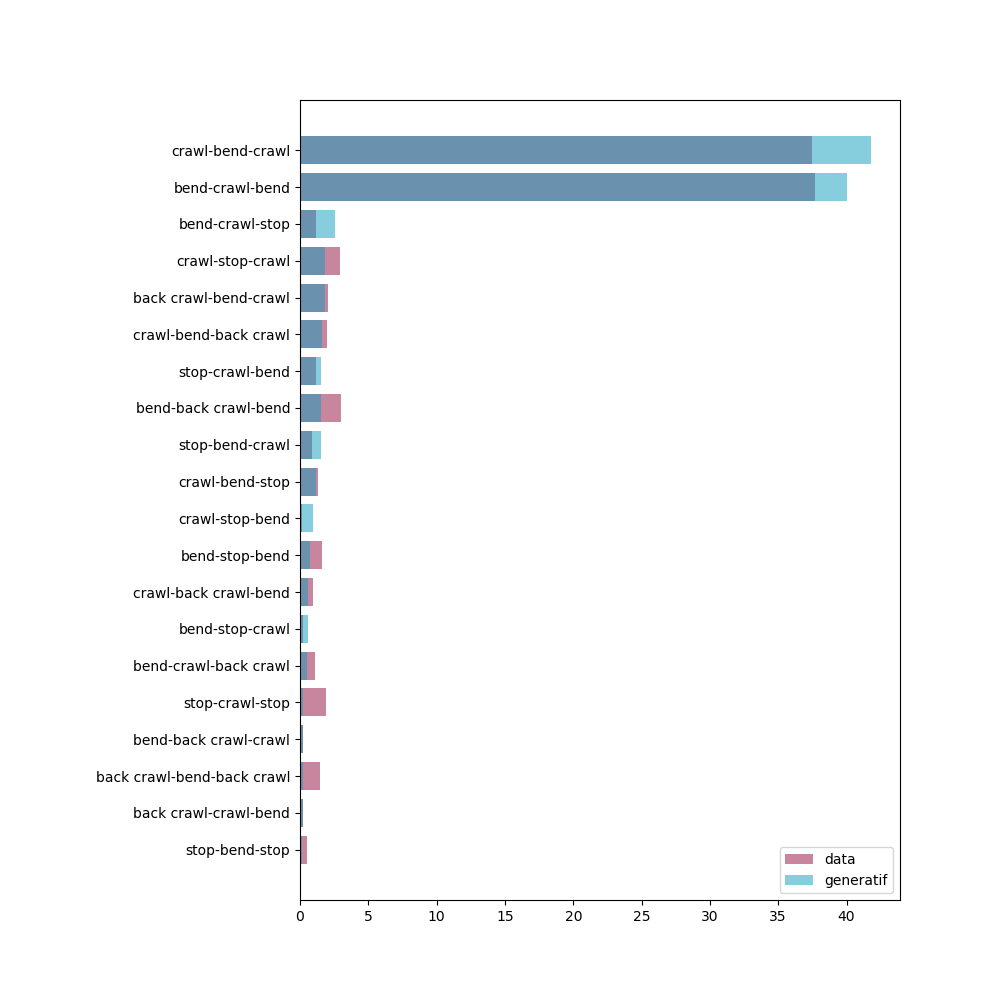 crawl-bend-crawl
bend-crawl-bend
bend-crawl-stop
crawl-stop-crawl
back crawl-bend-crawl
crawl-bend-back crawl
stop-crawl-bend
bend-back crawl-bend
stop-bend-crawl
crawl-bend-stop
crawl-stop-bend
bend-stop-bend
crawl-back crawl-bend
bend-stop-crawl
bend-crawl-back crawl
stop-crawl-stop
bend-back crawl-crawl
back crawl-bend-back crawl
back crawl-crawl-bend
stop-bend-stop
data
generatif
0 5 10 15 20 25 30 35 40